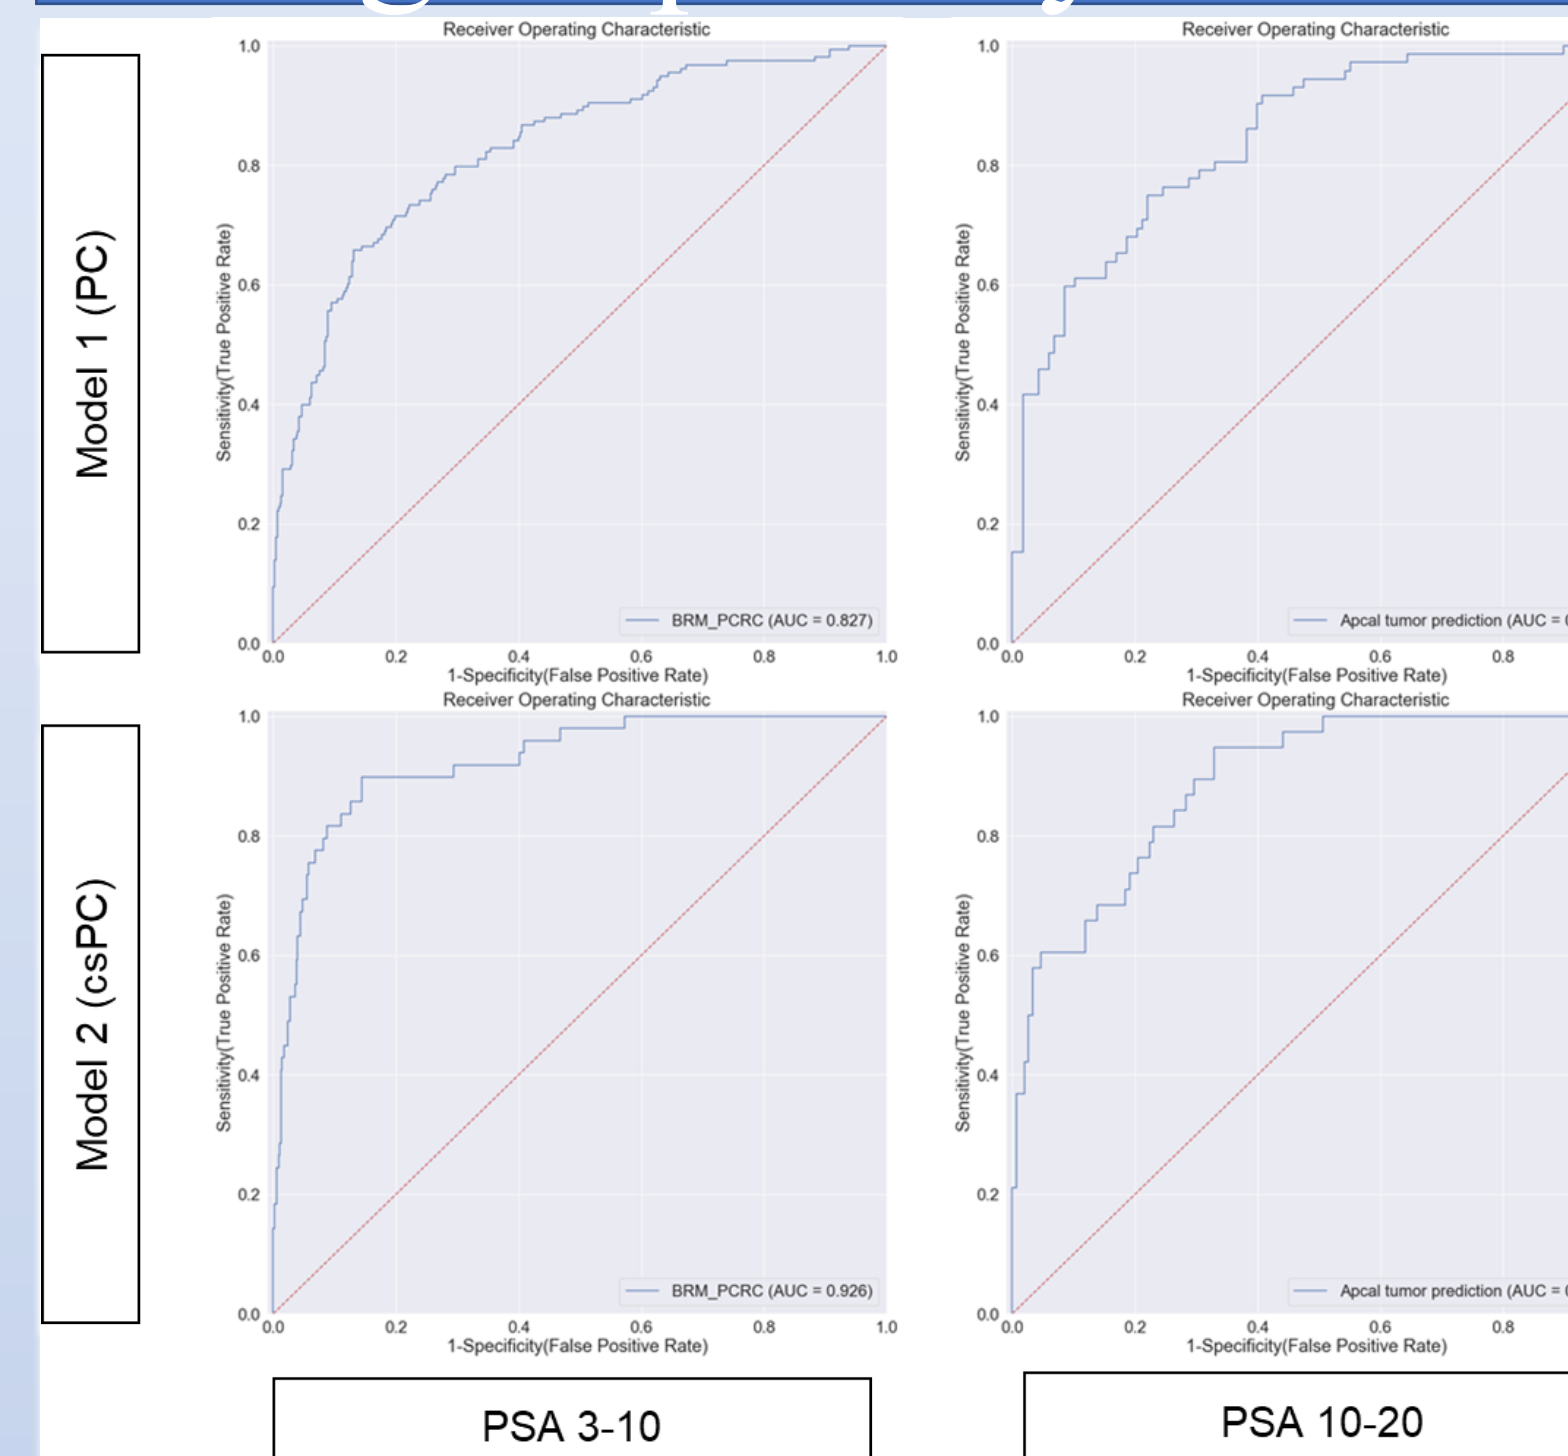 Receiver Operating Characteristic
Model 1 (PC)
Sensitivity(True Positive Rate)
1.0
0.8
0.6
0.4
0.2
0.0
BRM_PCRC (AUC = 0.827)
0.0 0.2 0.4 0.6 0.8 1.0
1-Specificity(False Positive Rate)
Receiver Operating Characteristic
Sensitivity(True Positive Rate)
1.0
0.8
0.6
0.4
0.2
0.0
Apcal tumor prediction (AUC =
0.0 0.2 0.4 0.6 0.8
1-Specificity(False Positive Rate)
Model 2 (csPC)
Receiver Operating Characteristic
Sensitivity(True Positive Rate)
1.0
0.8
0.6
0.4
0.2
0.0
BRM_PCRC (AUC = 0.926)
0.0 0.2 0.4 0.6 0.8 1.0
1-Specificity(False Positive Rate)
Receiver Operating Characteristic
Sensitivity(True Positive Rate)
1.0
0.8
0.6
0.4
0.2
0.0
Apcal tumor prediction (AUC =
0.0 0.2 0.4 0.6 0.8
1-Specificity(False Positive Rate)
PSA 3-10
PSA 10-20